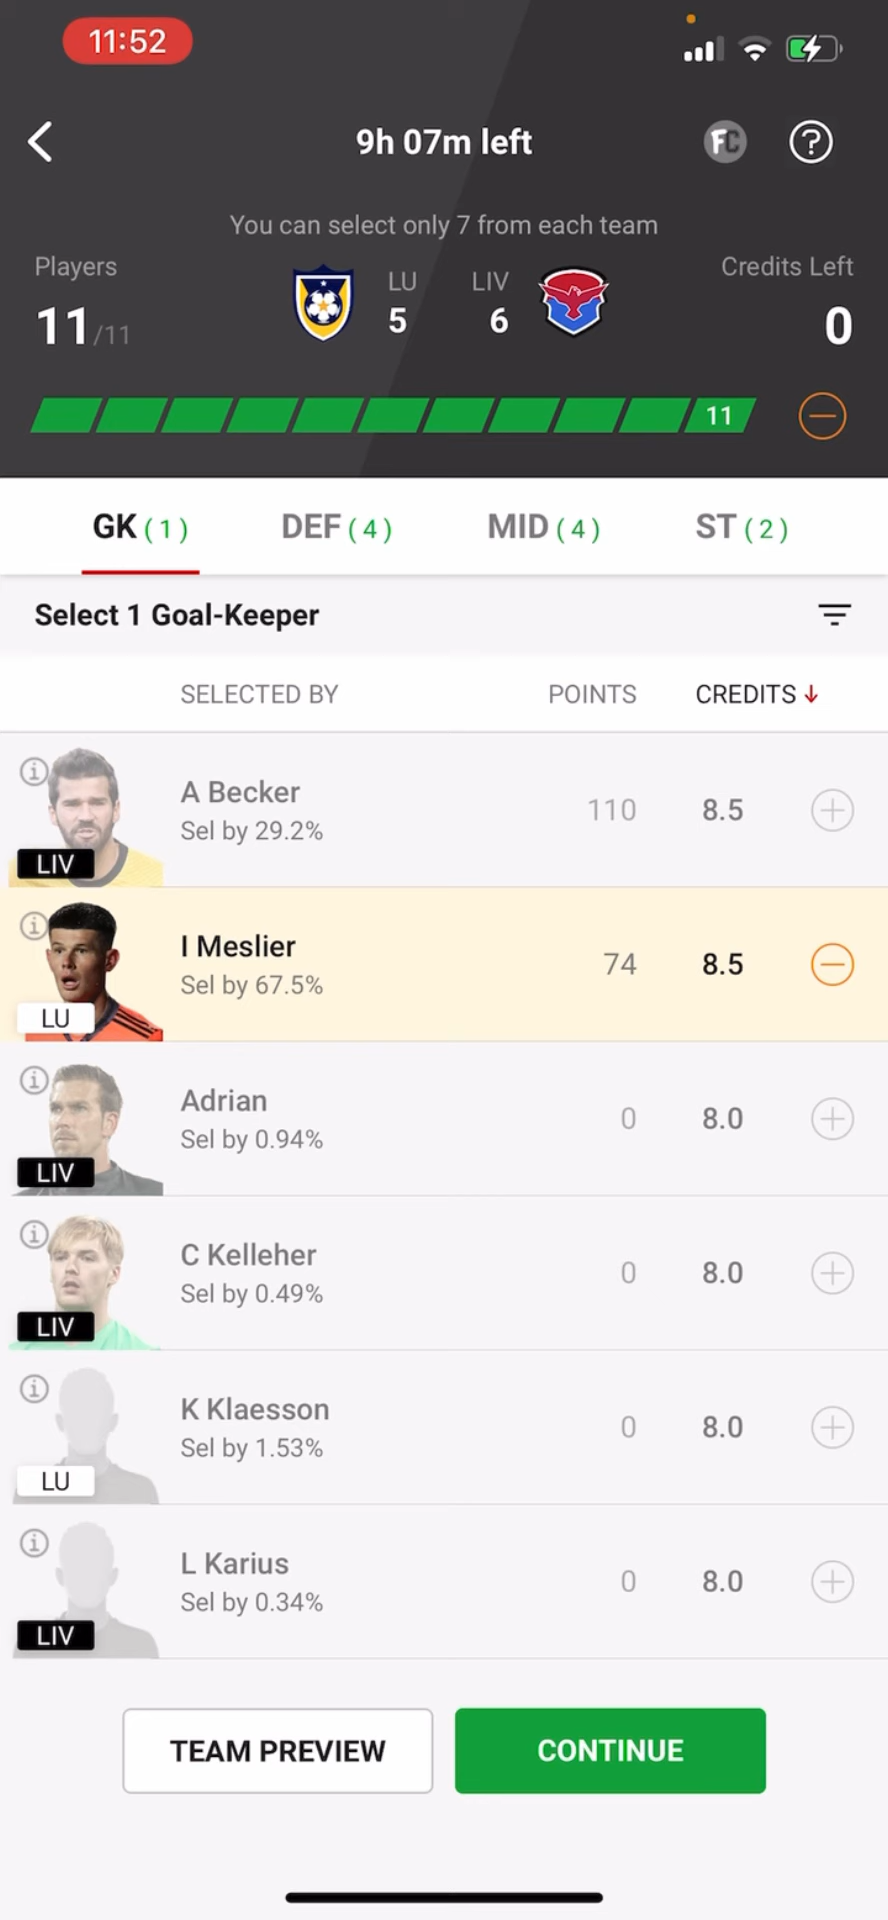 11:52
9h 07m left
FC
?
You can select only 7 from each team
Players
LU
LIV
Credits Left
11/11
5
6
0
11
GK (1)
DEF (4)
MID (4)
ST (2)
Select 1 Goal-Keeper
SELECTED BY
POINTS
CREDITS
A Becker
Sel by 29.2%
110
8.5
LIV
I Meslier
Sel by 67.5%
74
8.5
LU
Adrian
Sel by 0.94%
0
8.0
LIV
C Kelleher
Sel by 0.49%
0
8.0
LIV
K Klaesson
Sel by 1.53%
0
8.0
LU
L Karius
Sel by 0.34%
0
8.0
LIV
TEAM PREVIEW
CONTINUE